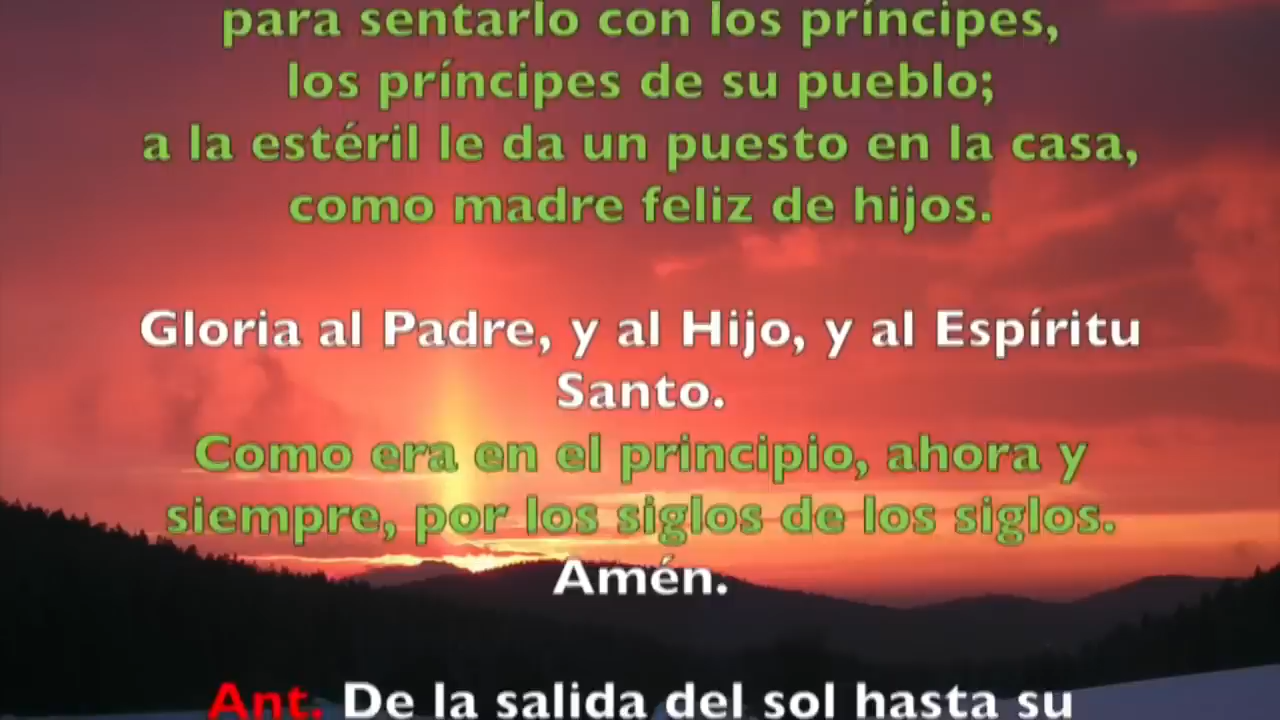 para sentarlo con los príncipes,
los príncipes de su pueblo;
a la estéril le da un puesto en la casa,
como madre feliz de hijos.
Gloria al Padre, y al Hijo, y al Espíritu
Santo.
Como era en el principio, ahora y
siempre, por los siglos de los siglos.
Amén.
Ant. De la salida del sol hasta su